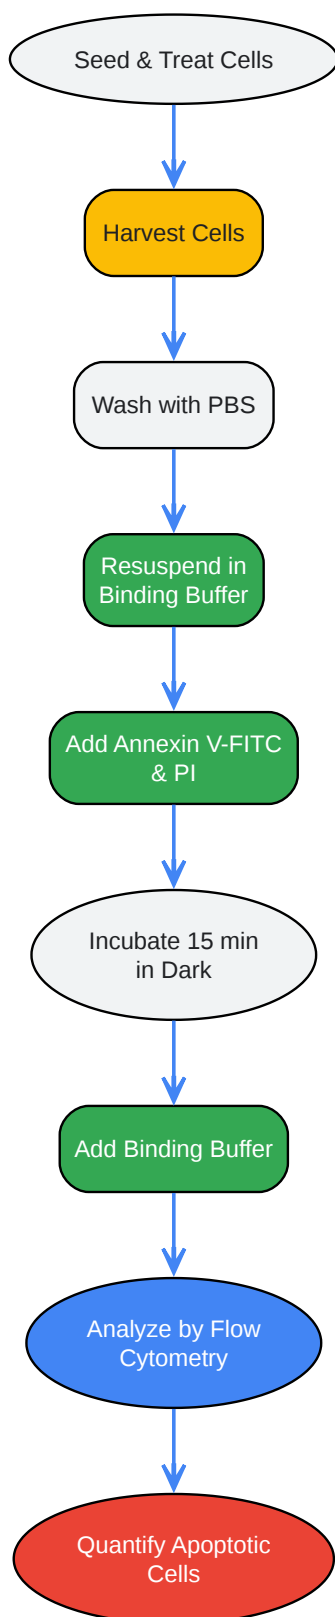 Seed & Treat Cells
Harvest Cells
Wash with PBS
Resuspend in
Binding Buffer
Add Annexin V-FITC
& PI
Incubate 15 min
in Dark
Add Binding Buffer
Analyze by Flow
Cytometry
Quantify Apoptotic
Cells